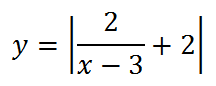 y = |2/(x − 3) + 2|